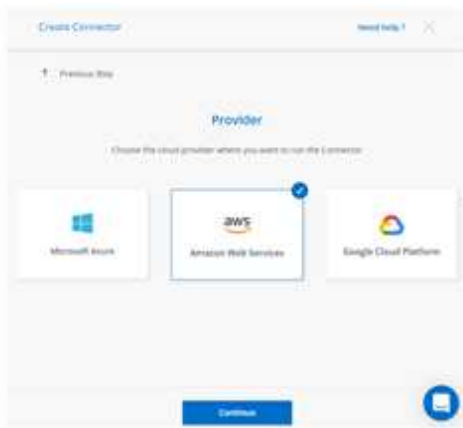 Create Connector
Need help ?
Previous Step
Provider
Choose the cloud provider where you want to run the Connector
aws
Microsoft Azure
Amazon Web Services
Google Cloud Platform
Continue